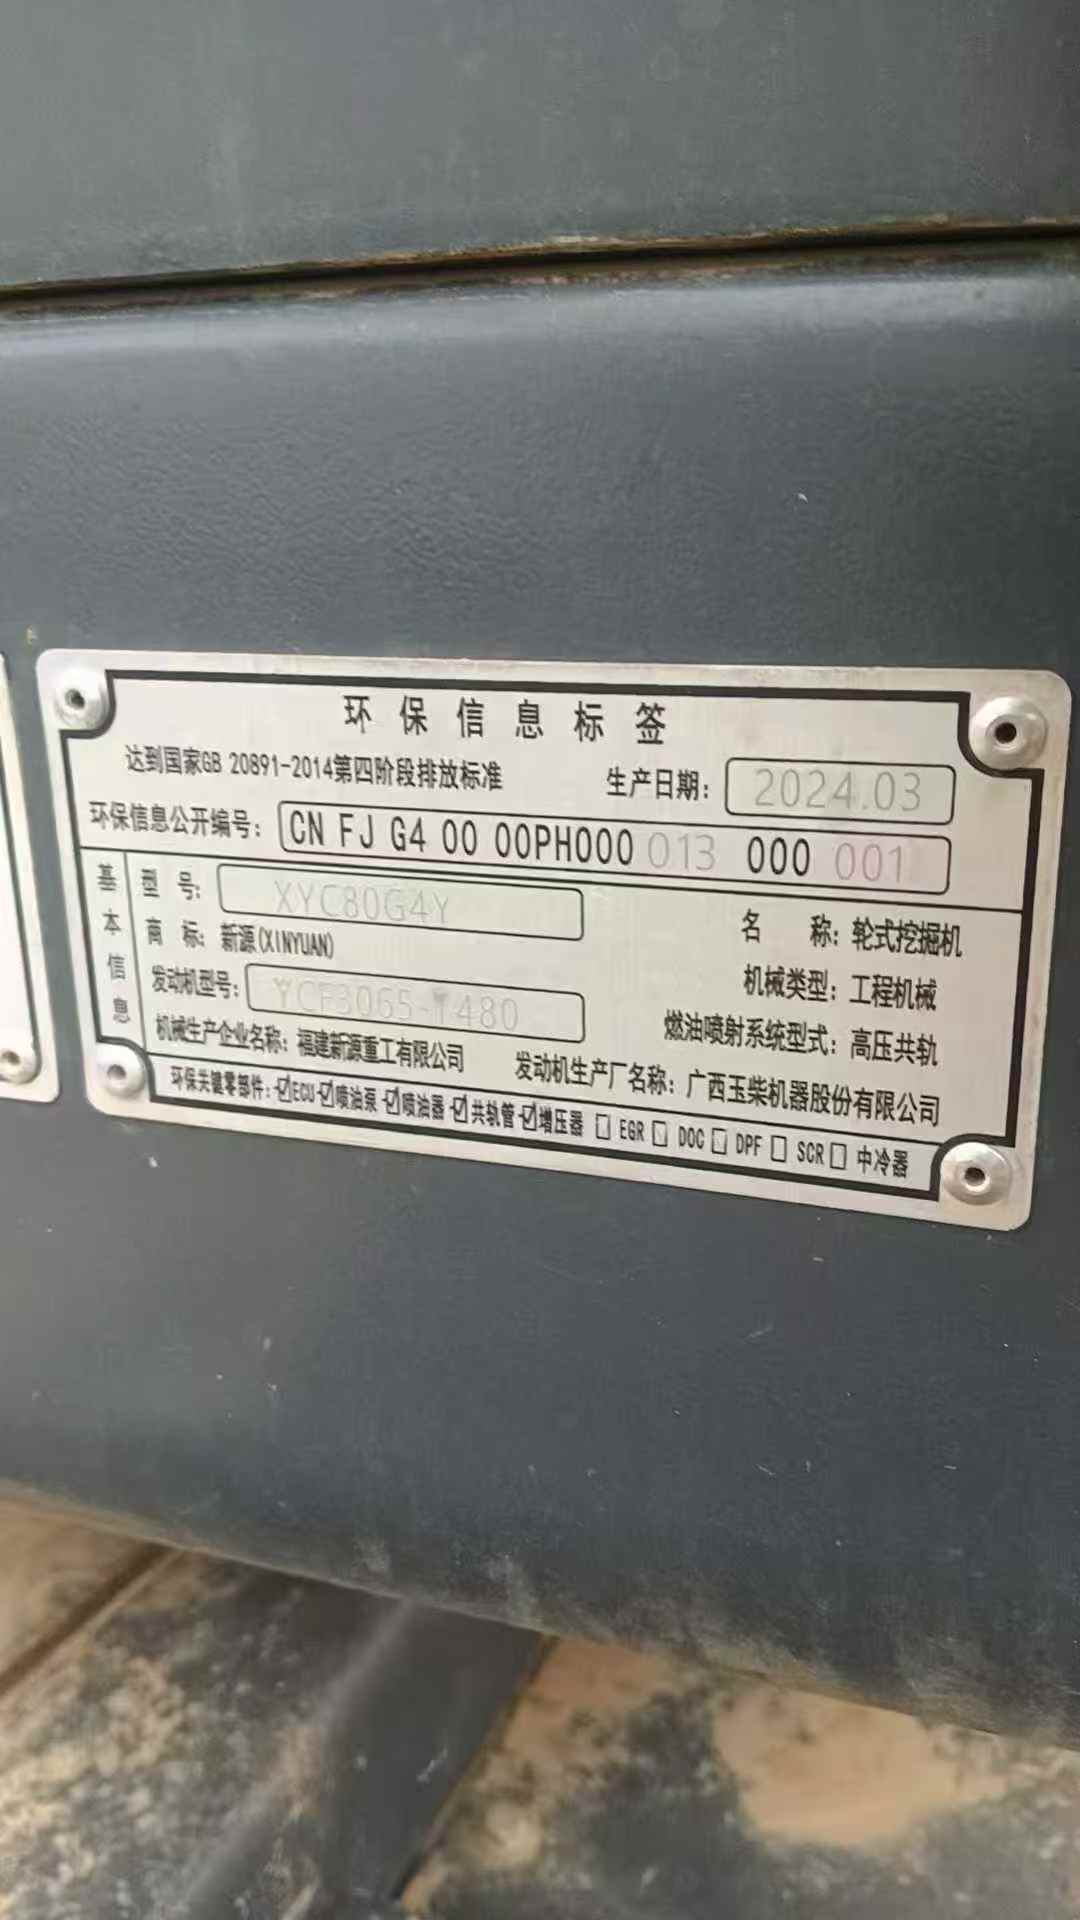 环保信息标签
达到国家GB 20891-2014第四阶段排放标准 生产日期: 2024.03
环保信息公开编号: CN FJ G4 00 00PH000 013 000 001
基本信息
型 号: XYC80G4Y 名 称: 轮式挖掘机
商 标: 新源(XINYUAN) 机械类型: 工程机械
发动机型号: YCF3065-T480 燃油喷射系统型式: 高压共轨
机械生产企业名称: 福建新源重工有限公司 发动机生产厂名称: 广西玉柴机器股份有限公司
环保关键零部件: ☑ECU ☑喷油泵 ☑喷油器 ☑共轨管 ☑增压器 ☐ EGR ☐ DOC ☐ DPF ☐ SCR ☐ 中冷器